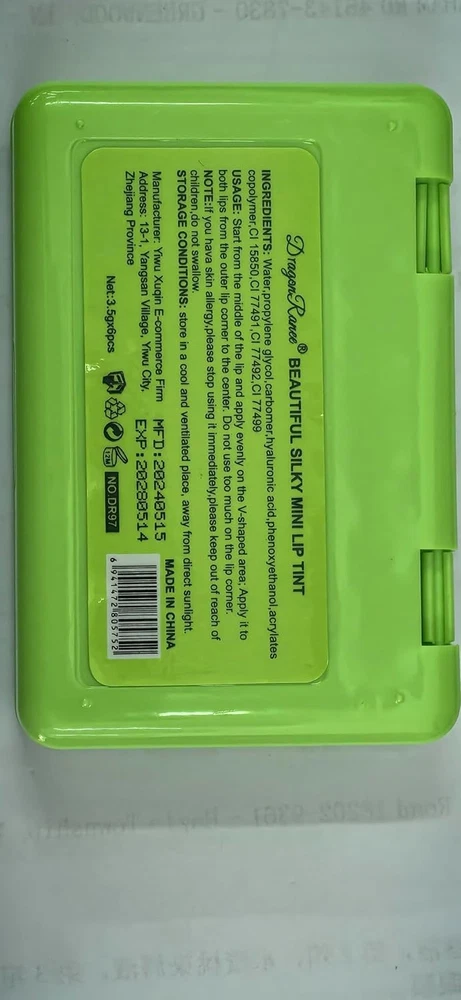 DragonRanee® BEAUTIFUL SILKY MINI LIP TINT
INGREDIENTS: Water,propylene glycol,carbomer,hyaluronic acid,phenoxyethanol,acrylates
copolymer,CI 15850,CI 77491,CI 77492,CI 77499
USAGE: Start from the middle of the lip and apply evenly on the V-shaped area; Apply it to
both lips from the outer lip corner to the center. Do not use too much on the lip corner.
NOTE:If you hava skin allergy,please stop using it immediately,please keep out of reach of
children,do not swallow.
STORAGE CONDITIONS: store in a cool and ventilated place, away from direct sunlight.
Manufacturer: Yiwu Xuqin E-commerce Firm
Address: 13-1, Yangsan Village, Yiwu City,
Zhejiang Province
MFD:20240515
EXP:20280514
MADE IN CHINA
Net:3.5gx6pcs
12M
NO.DR97
6941472805752
GREENWOOD